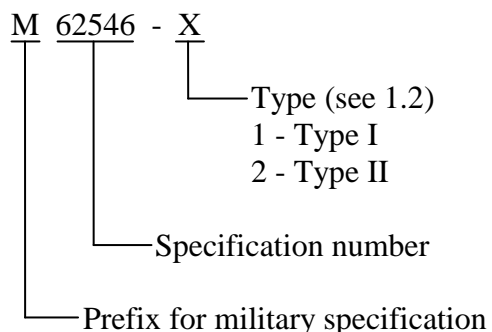 M 62546 - X
Type (see 1.2)
1 - Type I
2 - Type II
Specification number
Prefix for military specification